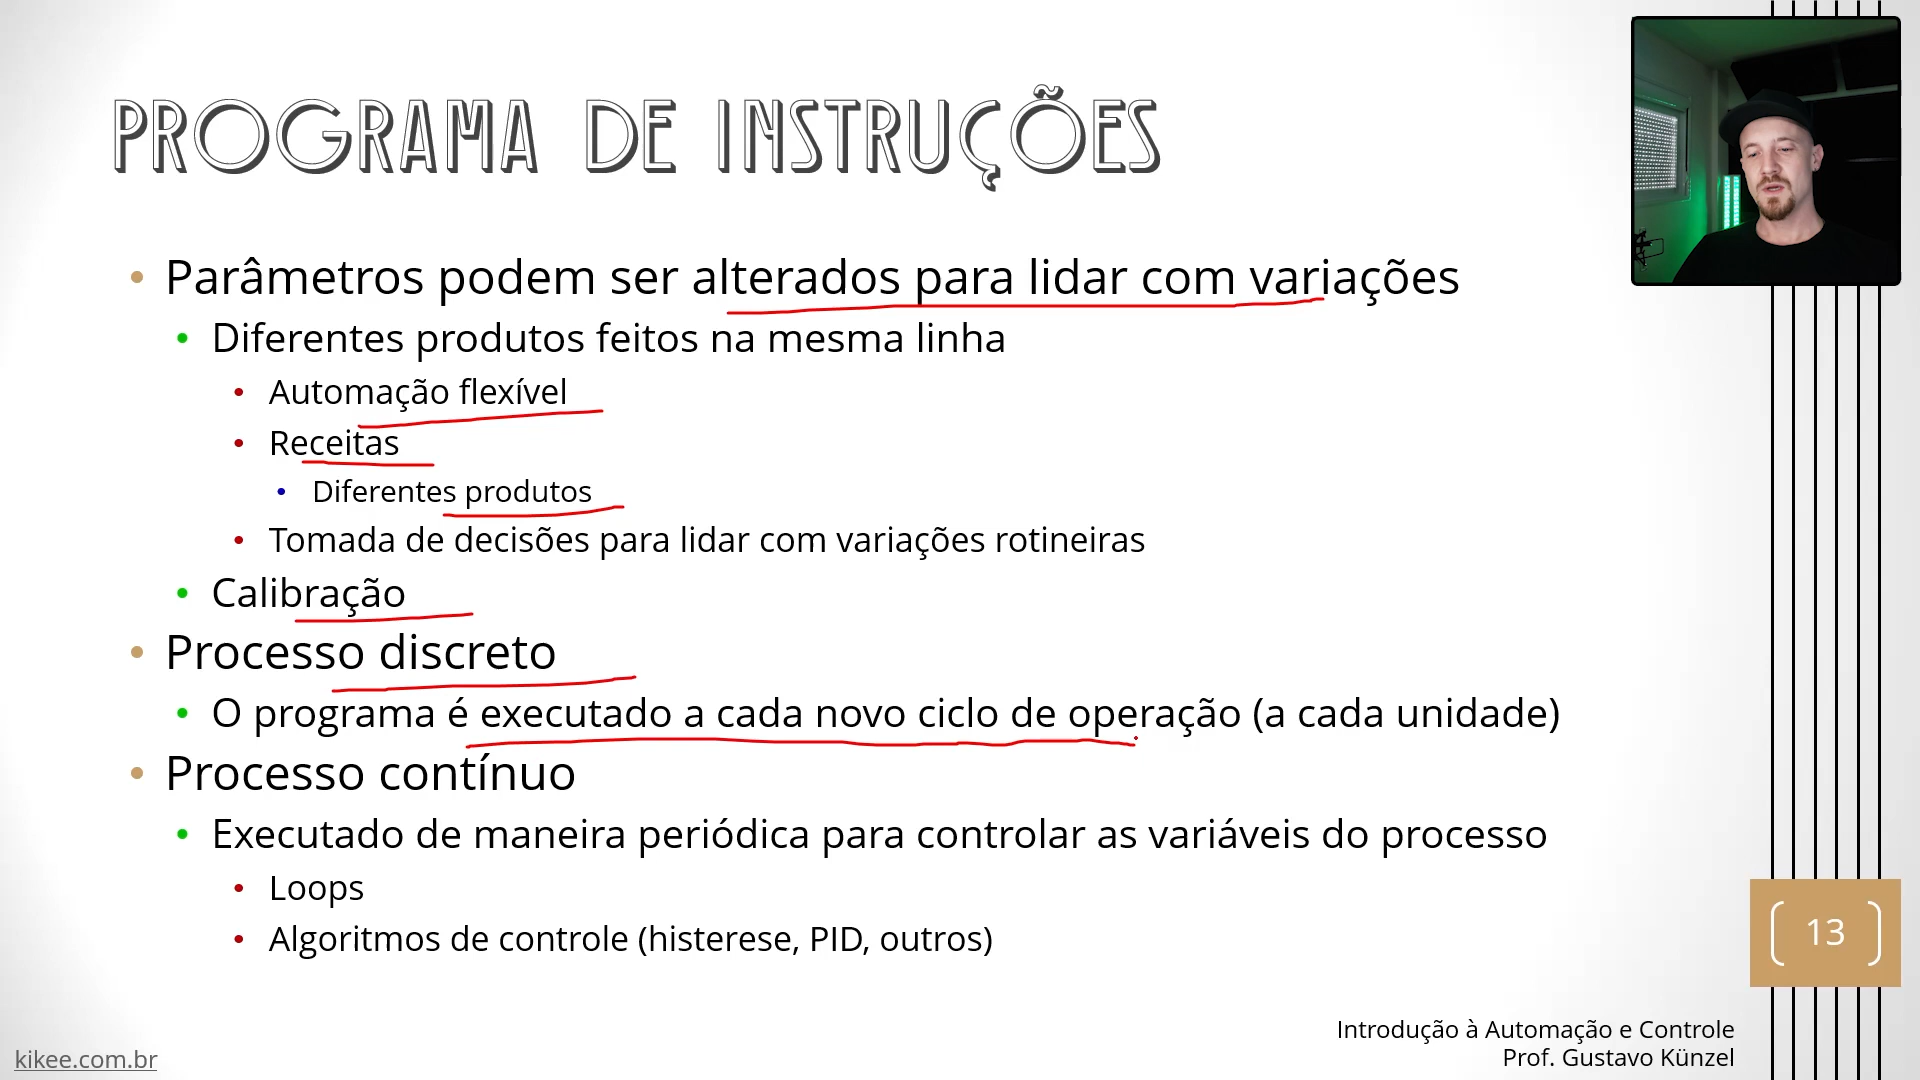 PROGRAMA DE INSTRUÇÕES
Parâmetros podem ser alterados para lidar com variações
Diferentes produtos feitos na mesma linha
Automação flexível
Receitas
Diferentes produtos
Tomada de decisões para lidar com variações rotineiras
Calibração
Processo discreto
O programa é executado a cada novo ciclo de operação (a cada unidade)
Processo contínuo
Executado de maneira periódica para controlar as variáveis do processo
Loops
Algoritmos de controle (histerese, PID, outros)
13
Introdução à Automação e Controle
Prof. Gustavo Künzel
kikee.com.br